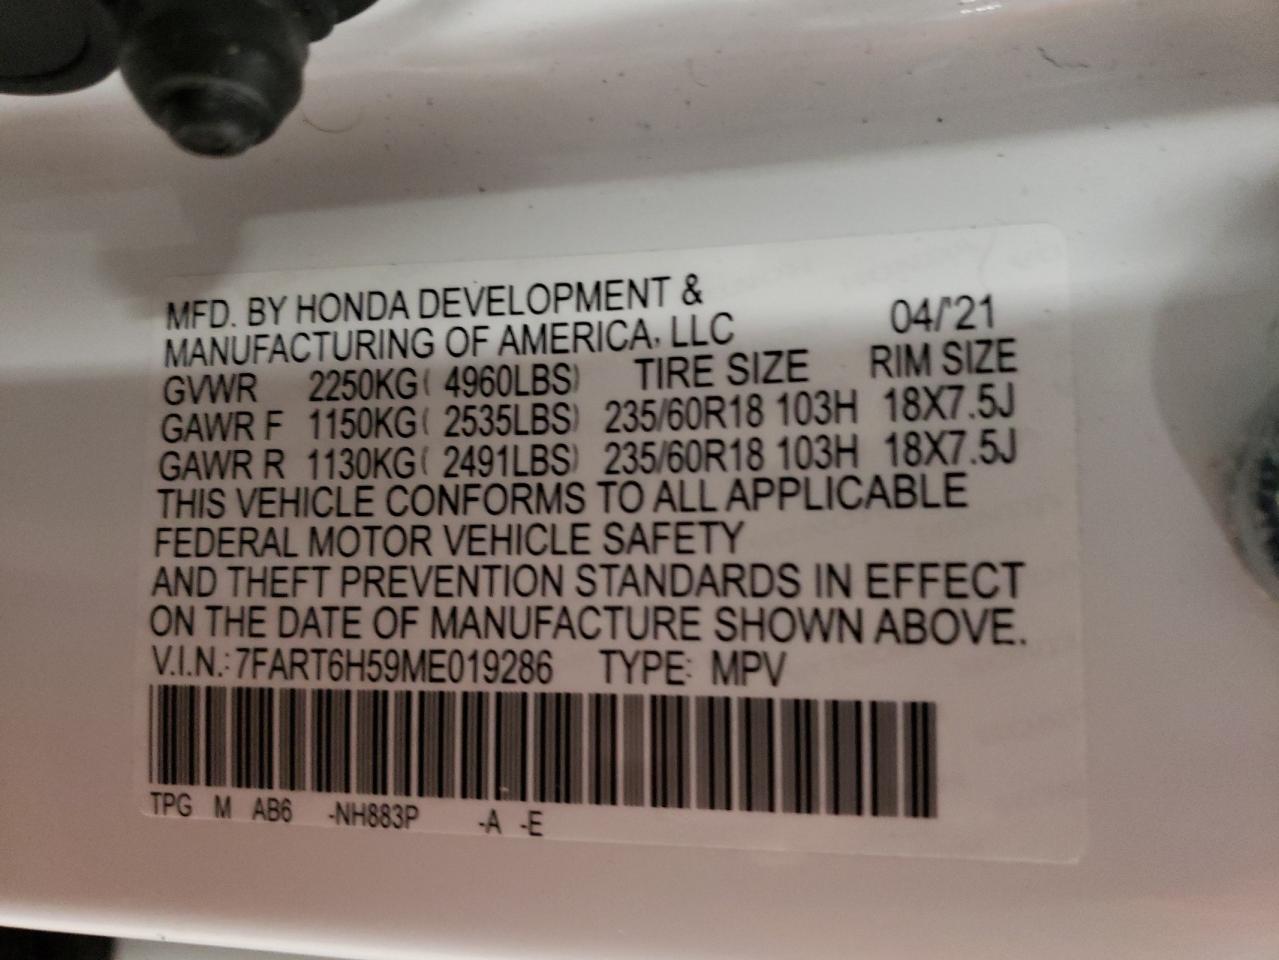 MFD. BY HONDA DEVELOPMENT &
MANUFACTURING OF AMERICA, LLC 04/'21
GVWR 2250KG( 4960LBS) TIRE SIZE RIM SIZE
GAWR F 1150KG( 2535LBS) 235/60R18 103H 18X7.5J
GAWR R 1130KG( 2491LBS) 235/60R18 103H 18X7.5J
THIS VEHICLE CONFORMS TO ALL APPLICABLE
FEDERAL MOTOR VEHICLE SAFETY
AND THEFT PREVENTION STANDARDS IN EFFECT
ON THE DATE OF MANUFACTURE SHOWN ABOVE.
V.I.N.: 7FART6H59ME019286 TYPE: MPV
TPG M AB6 -NH883P -A -E